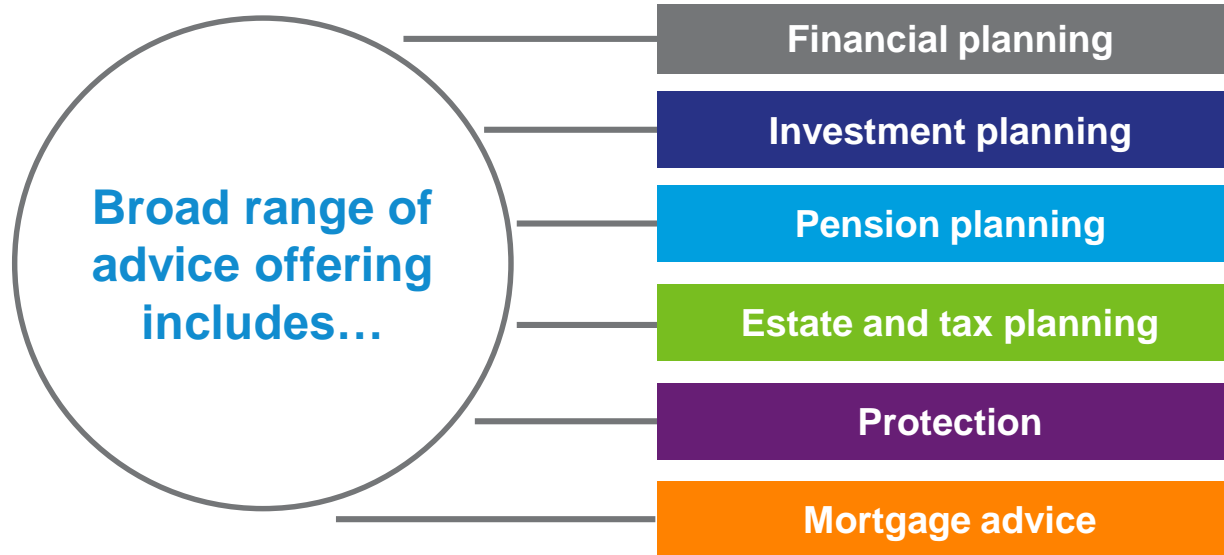 Broad range of
advice offering
includes…
Financial planning
Investment planning
Pension planning
Estate and tax planning
Protection
Mortgage advice